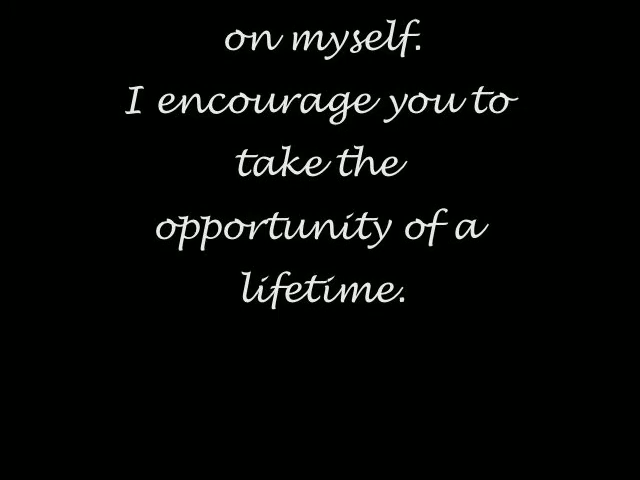 on myself.
I encourage you to
take the
opportunity of a
lifetime.